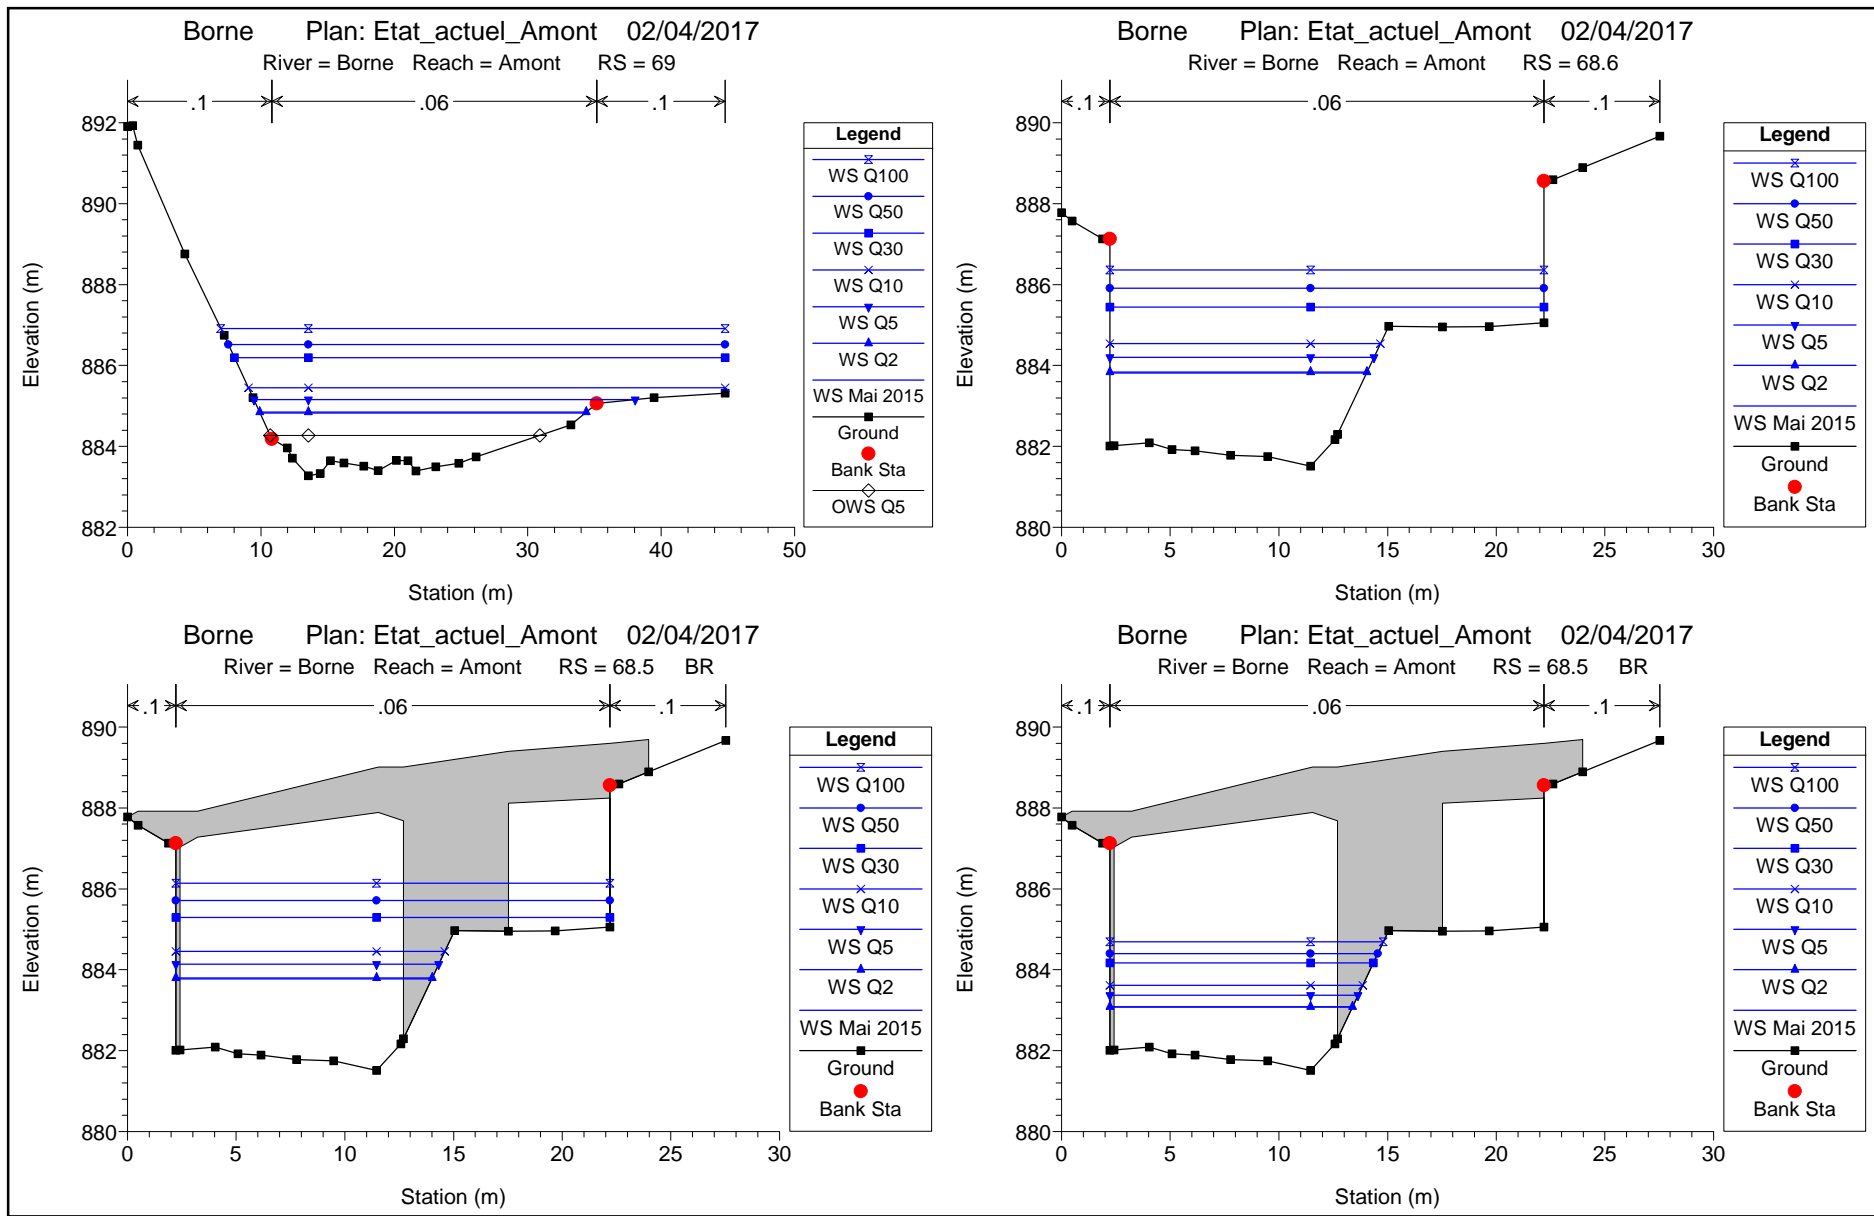 Borne Plan: Etat_actuel_Amont 02/04/2017
River = Borne Reach = Amont RS = 69
.1 .06 .1
892
890
888
886
884
882
Elevation (m)
0 10 20 30 40 50
Station (m)
Legend
WS Q100
WS Q50
WS Q30
WS Q10
WS Q5
WS Q2
WS Mai 2015
Ground
Bank Sta
OWS Q5
Borne Plan: Etat_actuel_Amont 02/04/2017
River = Borne Reach = Amont RS = 68.6
.1 .06 .1
890
888
886
884
882
880
Elevation (m)
0 5 10 15 20 25 30
Station (m)
Legend
WS Q100
WS Q50
WS Q30
WS Q10
WS Q5
WS Q2
WS Mai 2015
Ground
Bank Sta
Borne Plan: Etat_actuel_Amont 02/04/2017
River = Borne Reach = Amont RS = 68.5 BR
.1 .06 .1
890
888
886
884
882
880
Elevation (m)
0 5 10 15 20 25 30
Station (m)
Legend
WS Q100
WS Q50
WS Q30
WS Q10
WS Q5
WS Q2
WS Mai 2015
Ground
Bank Sta
Borne Plan: Etat_actuel_Amont 02/04/2017
River = Borne Reach = Amont RS = 68.5 BR
.1 .06 .1
890
888
886
884
882
880
Elevation (m)
0 5 10 15 20 25 30
Station (m)
Legend
WS Q100
WS Q50
WS Q30
WS Q10
WS Q5
WS Q2
WS Mai 2015
Ground
Bank Sta